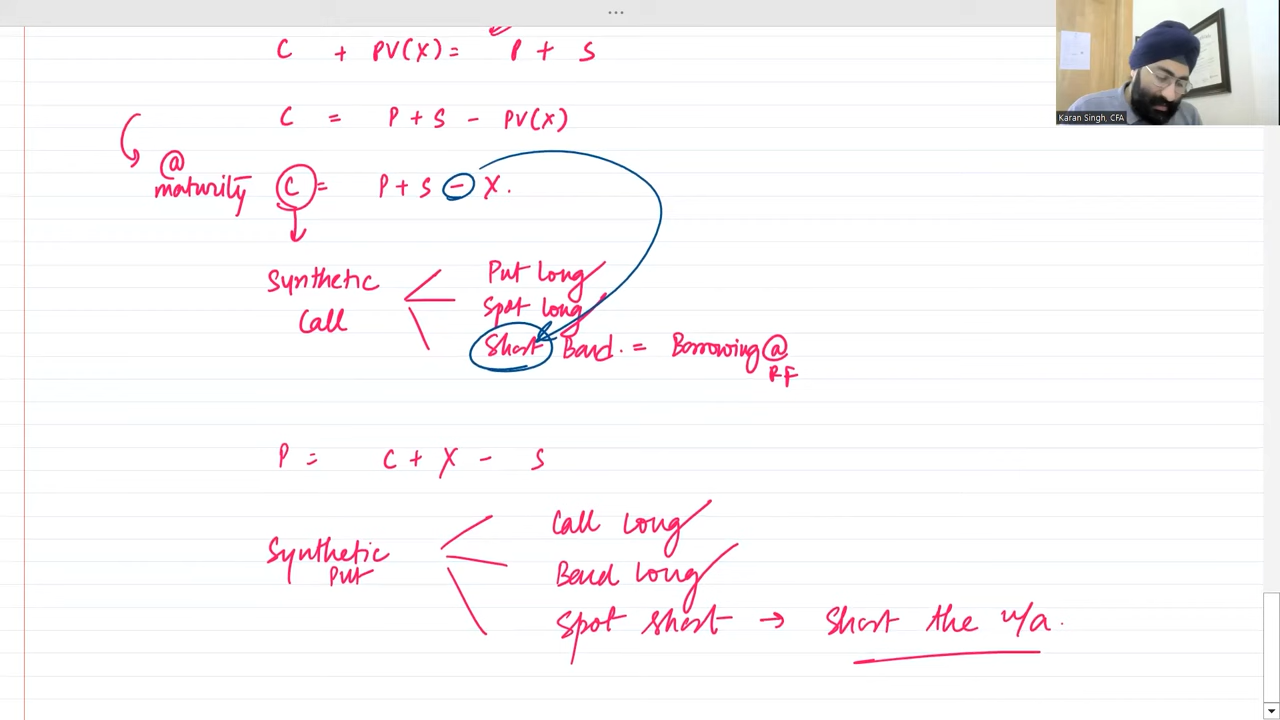 C + PV(X) = P + S
Karan Singh, CFA
C = P + S - PV(X)
@
maturity C = P + S - X.
Synthetic
Call
Put long
Spot long
Short Bond. = Borrowing @
RF
P = C + X - S
Synthetic
Put
Call long
Bond long
Spot short → Short the u/a.